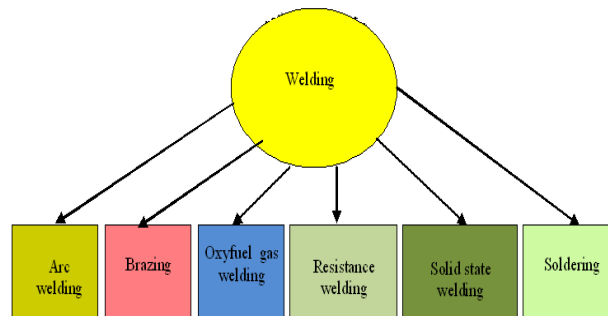 Welding
Arc
welding
Brazing
Oxyfuel gas
welding
Resistance
welding
Solid state
welding
Soldering